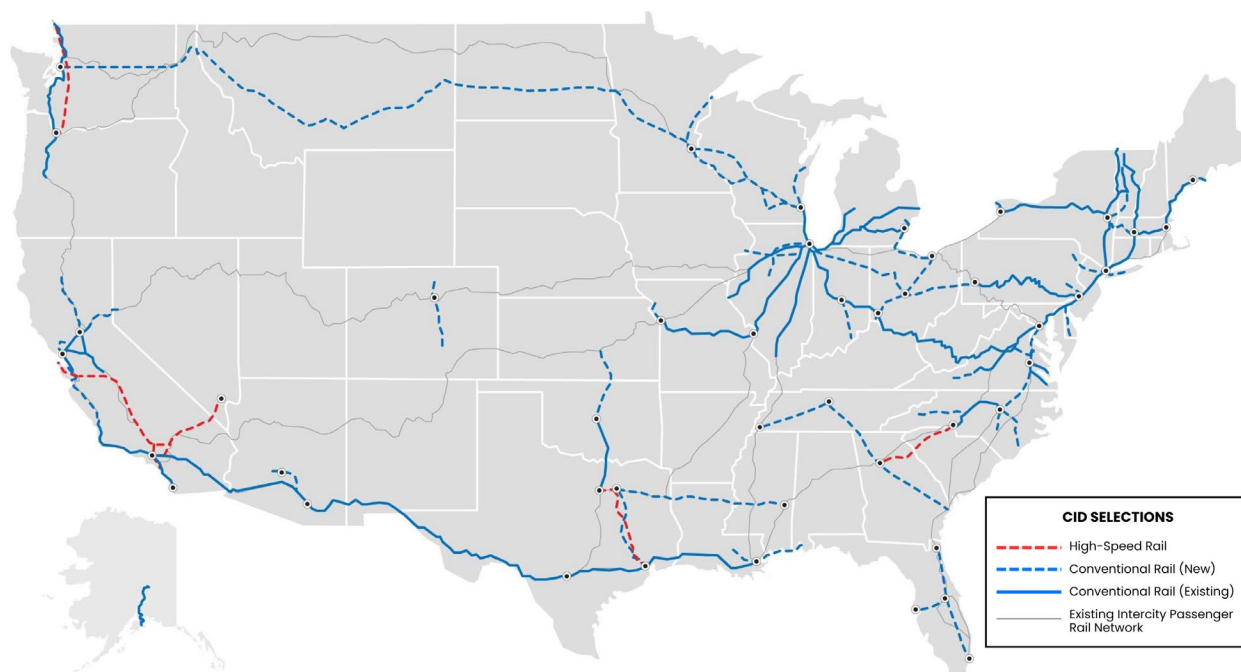 CID SELECTIONS
High-Speed Rail
Conventional Rail (New)
Conventional Rail (Existing)
Existing Intercity Passenger
Rail Network